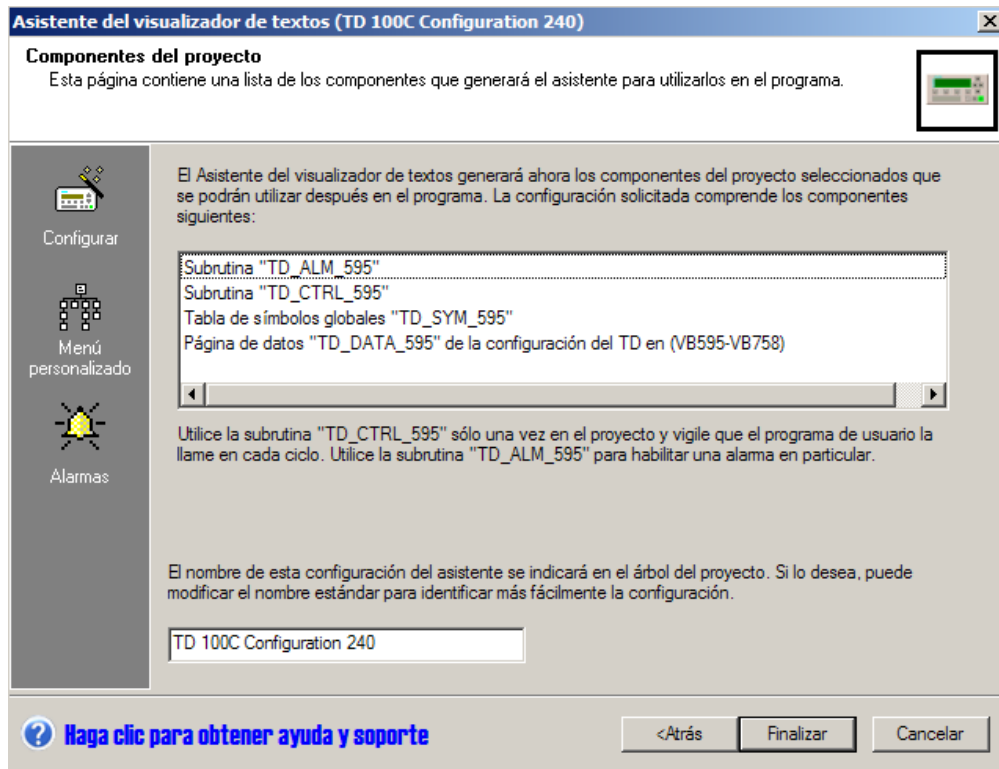 Asistente del visualizador de textos (TD 100C Configuration 240)
Componentes del proyecto
Esta página contiene una lista de los componentes que generará el asistente para utilizarlos en el programa.
El Asistente del visualizador de textos generará ahora los componentes del proyecto seleccionados que
se podrán utilizar después en el programa. La configuración solicitada comprende los componentes
siguientes:
Configurar
Subrutina "TD_ALM_595"
Subrutina "TD_CTRL_595"
Tabla de símbolos globales "TD_SYM_595"
Página de datos "TD_DATA_595" de la configuración del TD en (VB595-VB758)
Menú
personalizado
Utilice la subrutina "TD_CTRL_595" sólo una vez en el proyecto y vigile que el programa de usuario la
llame en cada ciclo. Utilice la subrutina "TD_ALM_595" para habilitar una alarma en particular.
Alarmas
El nombre de esta configuración del asistente se indicará en el árbol del proyecto. Si lo desea, puede
modificar el nombre estándar para identificar más fácilmente la configuración.
TD 100C Configuration 240
Haga clic para obtener ayuda y soporte
<Atrás
Finalizar
Cancelar